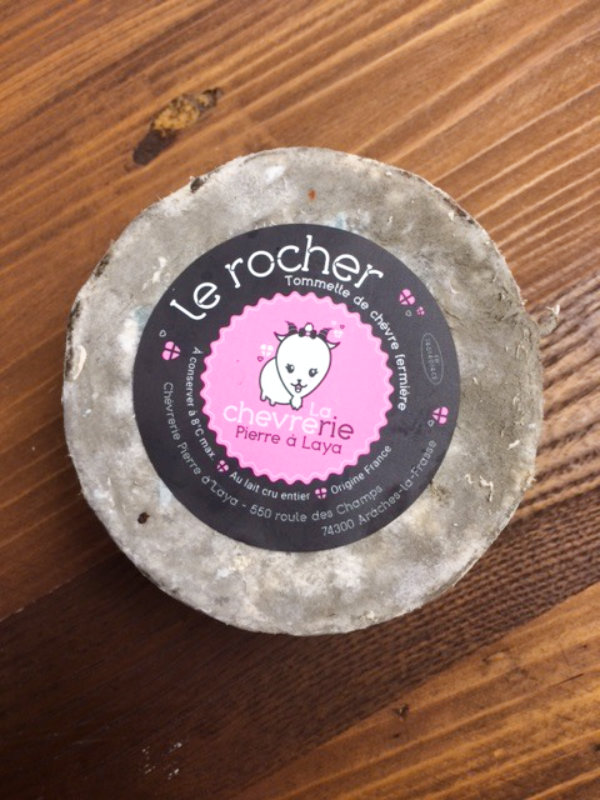 le rocher
Tommette de chèvre fermière
La
chevrerie
Pierre à Laya
A conserver à 8°C max.
Au lait cru entier
Origine France
Chèvrerie Pierre à Laya - 550 route des Champs
74300 Arâches-la-Frasse